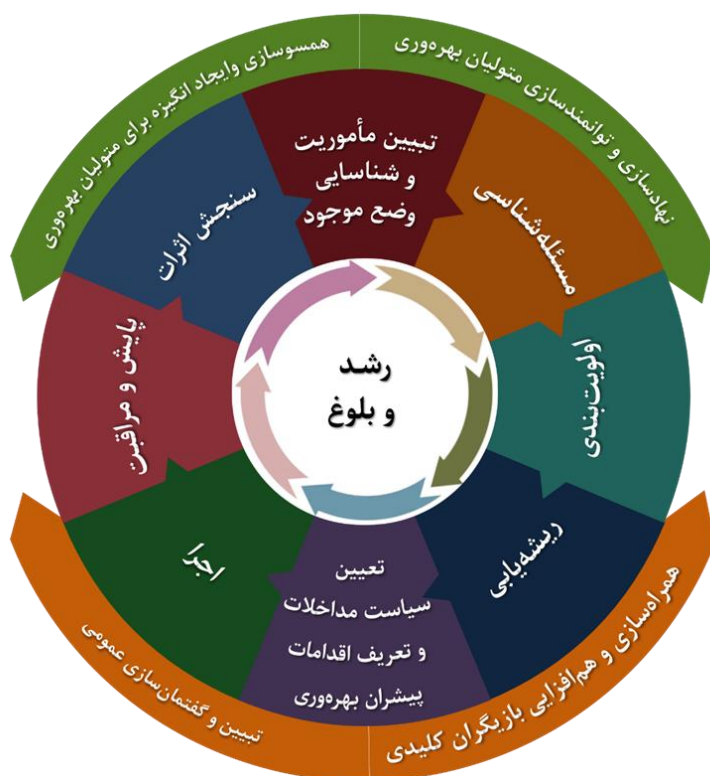 همسوسازی وایجاد انگیزه برای متولیان بهره‌وری
نهادسازی و توانمندسازی متولیان بهره‌وری
تبیین مأموریت
و شناسایی
وضع موجود
مسئله‌شناسی
اولویت‌بندی
ریشه‌یابی
تعیین
سیاست مداخلات
و تعریف اقدامات
پیشران بهره‌وری
اجرا
پایش و مراقبت
سنجش اثرات
رشد
و بلوغ
همراه‌سازی و هم‌افزایی بازیگران کلیدی
تبیین و گفتمان‌سازی عمومی